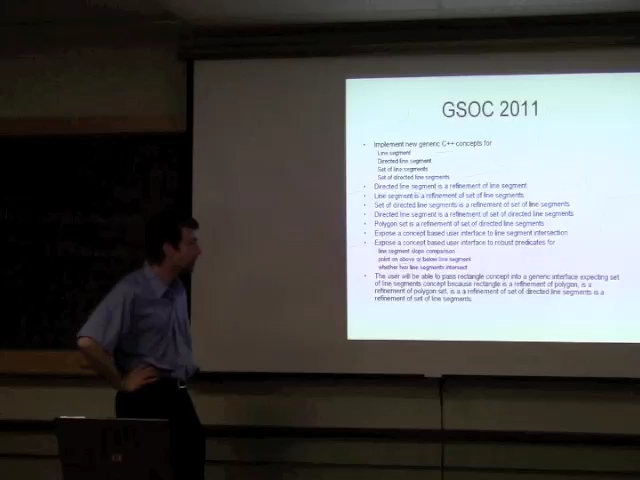 GSOC 2011
• Implement new generic C++ concepts for
Line segment
Directed line segment
Set of line segments
Set of directed line segments
• Directed line segment is a refinement of line segment
• Line segment is a refinement of set of line segments
• Set of directed line segments is a refinement of set of line segments
• Directed line segment is a refinement of set of directed line segments
• Polygon set is a refinement of set of directed line segments
• Expose a concept based user interface to line segment intersection
• Expose a concept based user interface to robust predicates for
line segment slope comparison
point on above or below line segment
whether two line segments intersect
• The user will be able to pass rectangle concept into a generic interface expecting set
of line segments concept because rectangle is a refinement of polygon, is a
refinement of polygon set, is a a refinement of set of directed line segments is a
refinement of set of line segments.